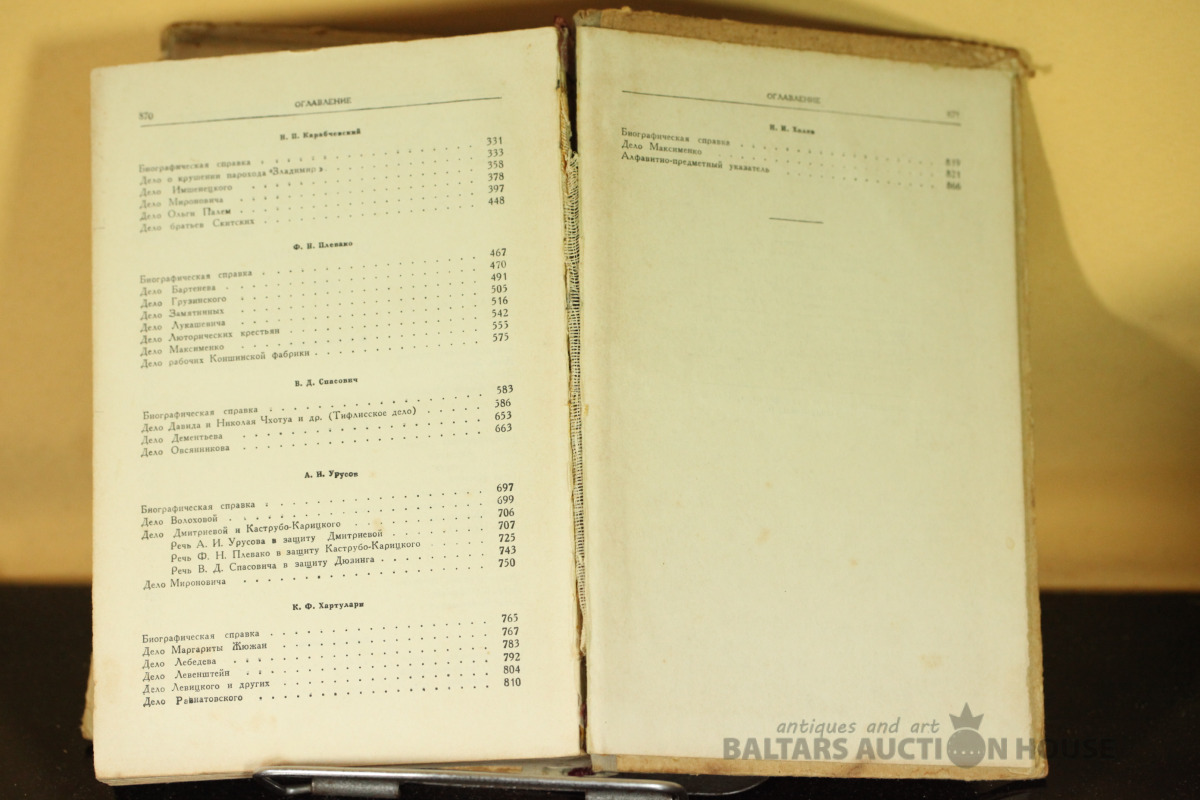 870
ОГЛАВЛЕНИЕ
Н. П. Карабчевский
Биографическая справка 331
Дело о крушении парохода "Владимир" 333
Дело Имшенецкого 358
Дело Мироновича 378
Дело Ольги Палем 397
Дело братьев Скитских 448
Ф. Н. Плевако
Биографическая справка 467
Дело Бартенева 470
Дело Грузинского 491
Дело Замятниных 505
Дело Лукашевича 516
Дело Люторических крестьян 542
Дело Максименко 555
Дело рабочих Коншинской фабрики 575
В. Д. Спасович
Биографическая справка 583
Дело Давида и Николая Чхотуа и др. (Тифлисское дело) 586
Дело Дементьева 653
Дело Овсянникова 663
А. И. Урусов
Биографическая справка 697
Дело Волоховой 699
Дело Дмитриевой и Каструбо-Карицкого 706
Речь А. И. Урусова в защиту Дмитриевой 707
Речь Ф. Н. Плевако в защиту Каструбо-Карицкого 725
Речь В. Д. Спасовича в защиту Дюзинга 743
Дело Мироновича 750
К. Ф. Хартулари
Биографическая справка 765
Дело Маргариты Жюжан 767
Дело Лебедева 783
Дело Левенштейн 792
Дело Левицкого и других 804
Дело Рафнатовского 810
ОГЛАВЛЕНИЕ
Н. И. Холев
Биографическая справка 819
Дело Максименко 821
Алфавитно-предметный указатель 866
antiques and art
BALTARS AUCTION HOUSE